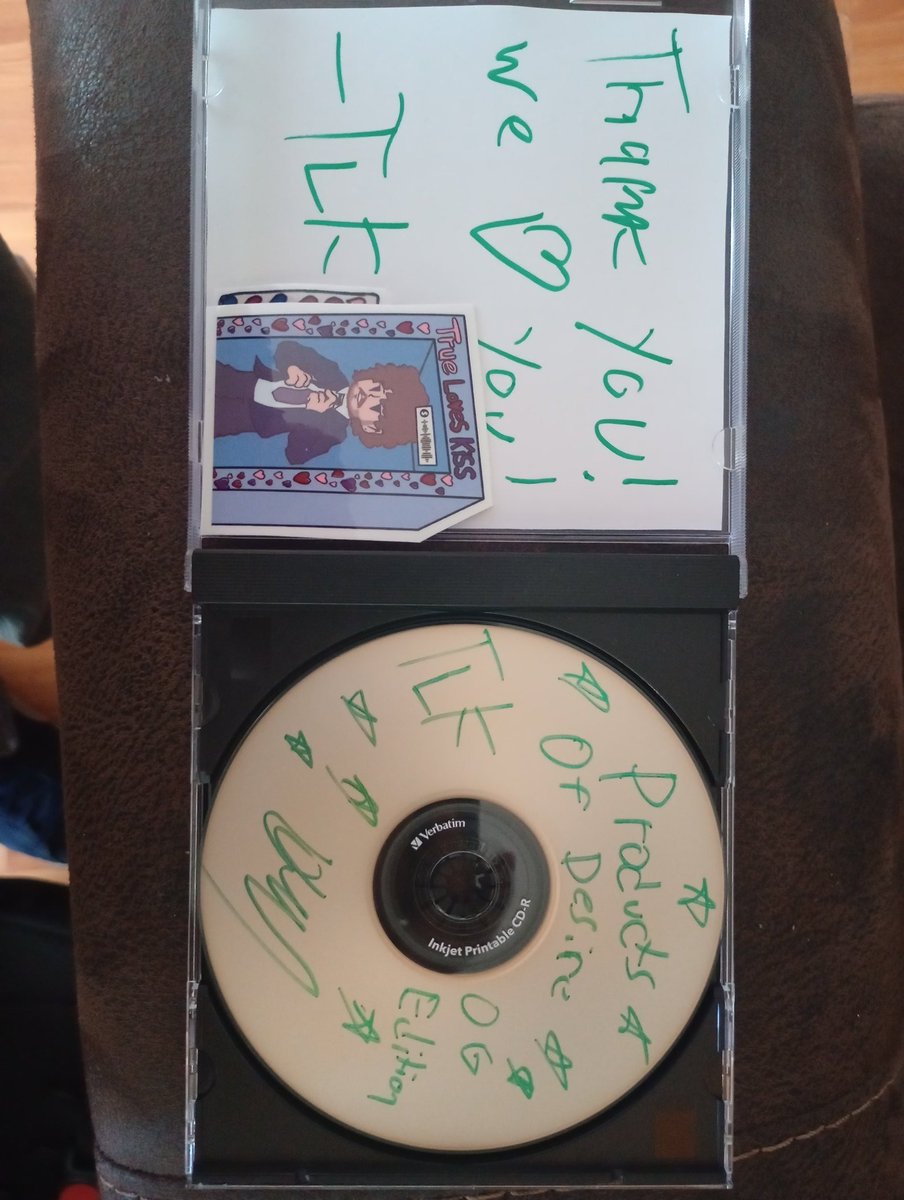 Thank you!
we ♡ you!
-TLK
True Loves Kiss
Products
OF Desire
TLK
OG
Edition
Verbatim
Inkjet Printable CD-R